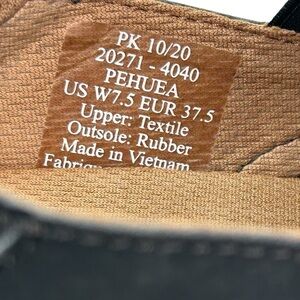 PK 10/20
20271 - 4040
PEHUEA
US W7.5 EUR 37.5
Upper: Textile
Outsole: Rubber
Made in Vietnam